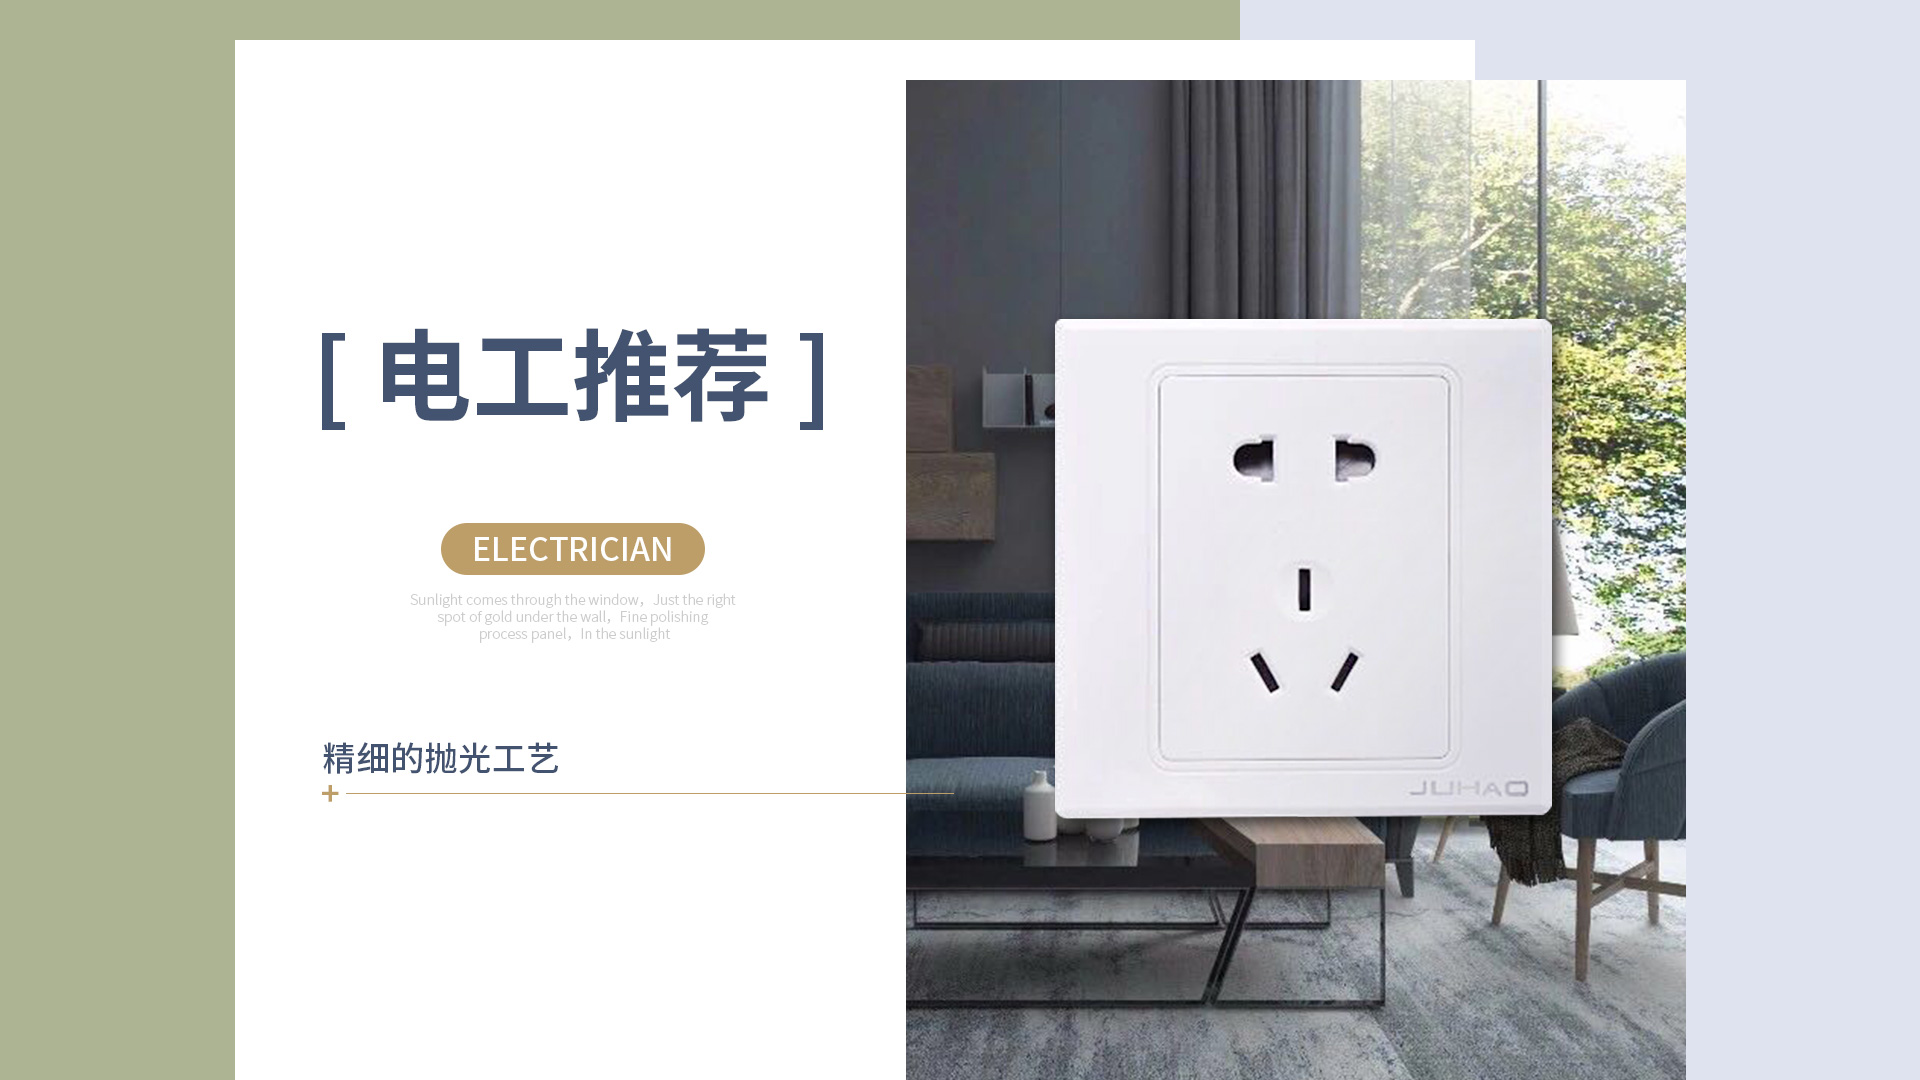 [ 电工推荐 ]
ELECTRICIAN
Sunlight comes through the window，Just the right
spot of gold under the wall，Fine polishing
process panel，In the sunlight
精细的抛光工艺
JUHAO